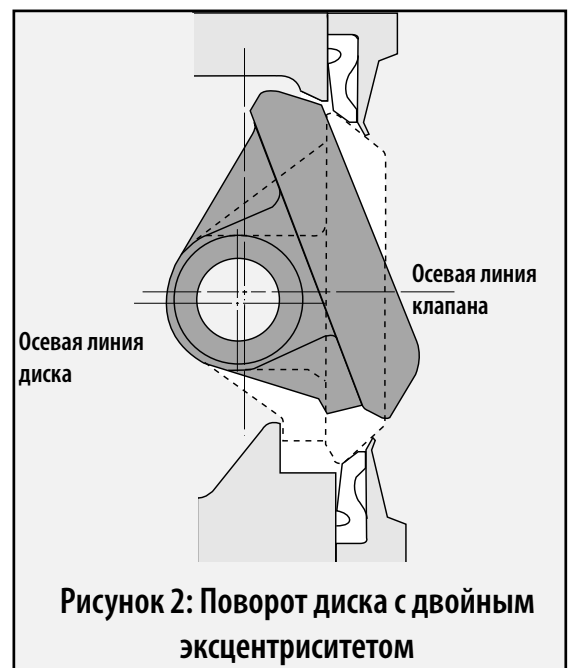 Осевая линия
клапана
Осевая линия
диска
Рисунок 2: Поворот диска с двойным
эксцентриситетом